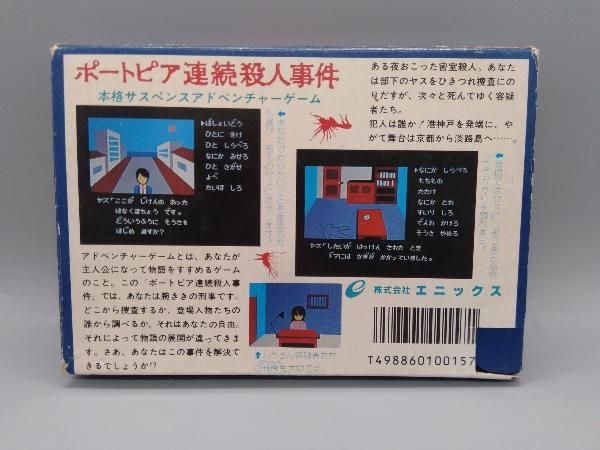 ポートピア連続殺人事件
本格サスペンスアドベンチャーゲーム
ある夜おこった密室殺人。あなた
は部下のヤスをひきつれ捜査にの
りだすが、次々と死んでゆく容疑
者たち。
犯人は誰か！港神戸を発端に、や
がて舞台は京都から淡路島へ……。
ばしょいどう
ひとに きけ
ひと しらべろ
なにか みせろ
ひと さがせ
よべ
たいほ しろ
ヤス「ここが じけんの あった
はなくまちょう です。
どういうふうに そうさを
はじめ ますか?
なにか しらべろ
もちもの
たたけ
なにか とれ
すいり しろ
でんわ かけろ
そうさ やめろ
ヤス「したいが はっけん された とき
ドアには かぎが かかっていました。
アドベンチャーゲームとは、あなたが
主人公になって物語をすすめるゲーム
のこと。この「ポートピア連続殺人事
件」では、あなたは腕ききの刑事です。
どこから捜査するか、登場人物たちの
誰から調べるか、それはあなたの自由。
それによって物語の展開が違ってきま
す。さあ、あなたはこの事件を解決で
きるでしょうか!?
株式会社 エニックス
T498860100157